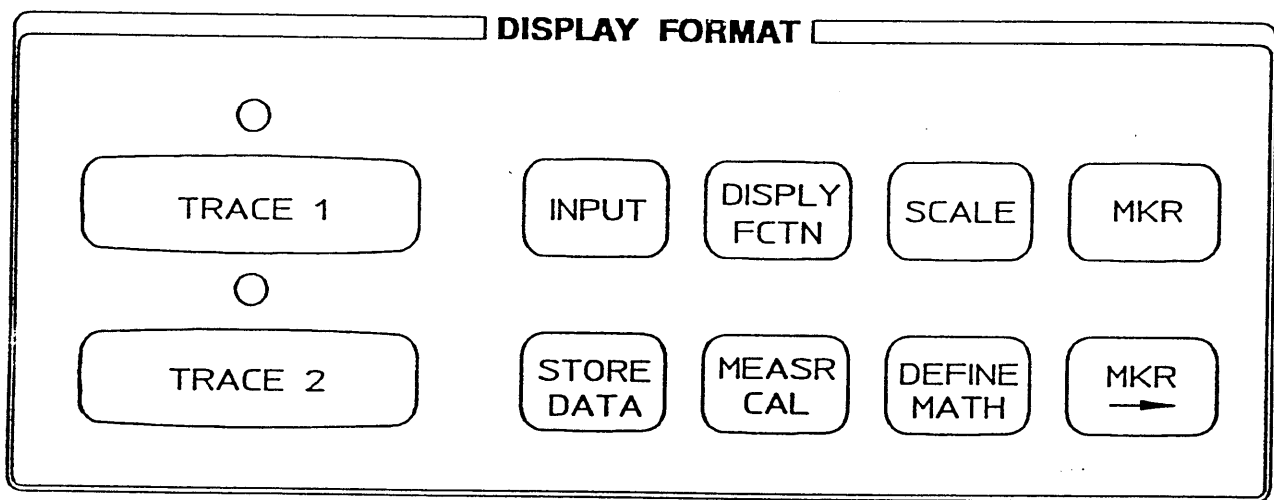 DISPLAY FORMAT
TRACE 1
INPUT
DISPLY
FCTN
SCALE
MKR
TRACE 2
STORE
DATA
MEASR
CAL
DEFINE
MATH
MKR